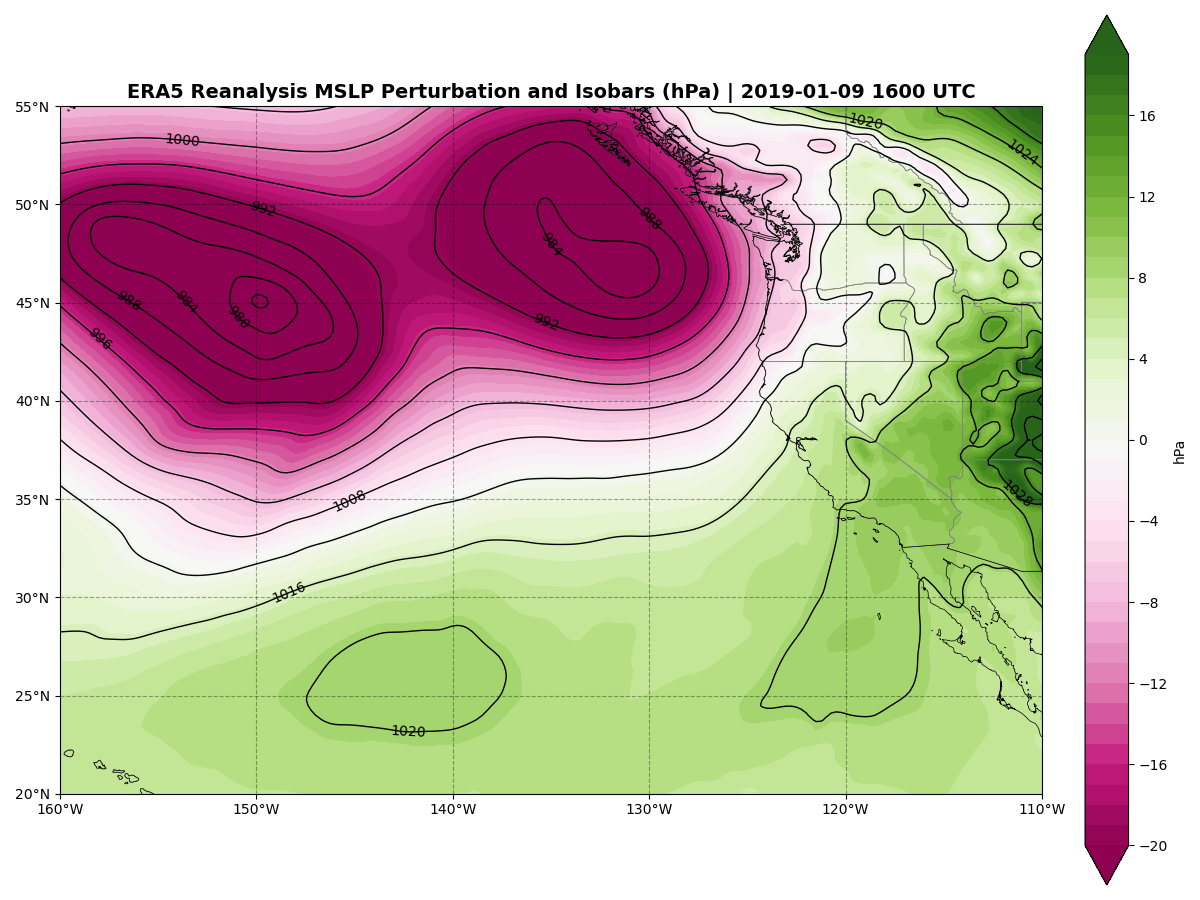 ERA5 Reanalysis MSLP Perturbation and Isobars (hPa) | 2019-01-09 1600 UTC
55°N
50°N
45°N
40°N
35°N
30°N
25°N
20°N
160°W
150°W
140°W
130°W
120°W
110°W
1000
992
988
984
980
996
988
984
992
1008
1016
1020
1020
1024
1028
16
12
8
4
0
−4
−8
−12
−16
−20
hPa